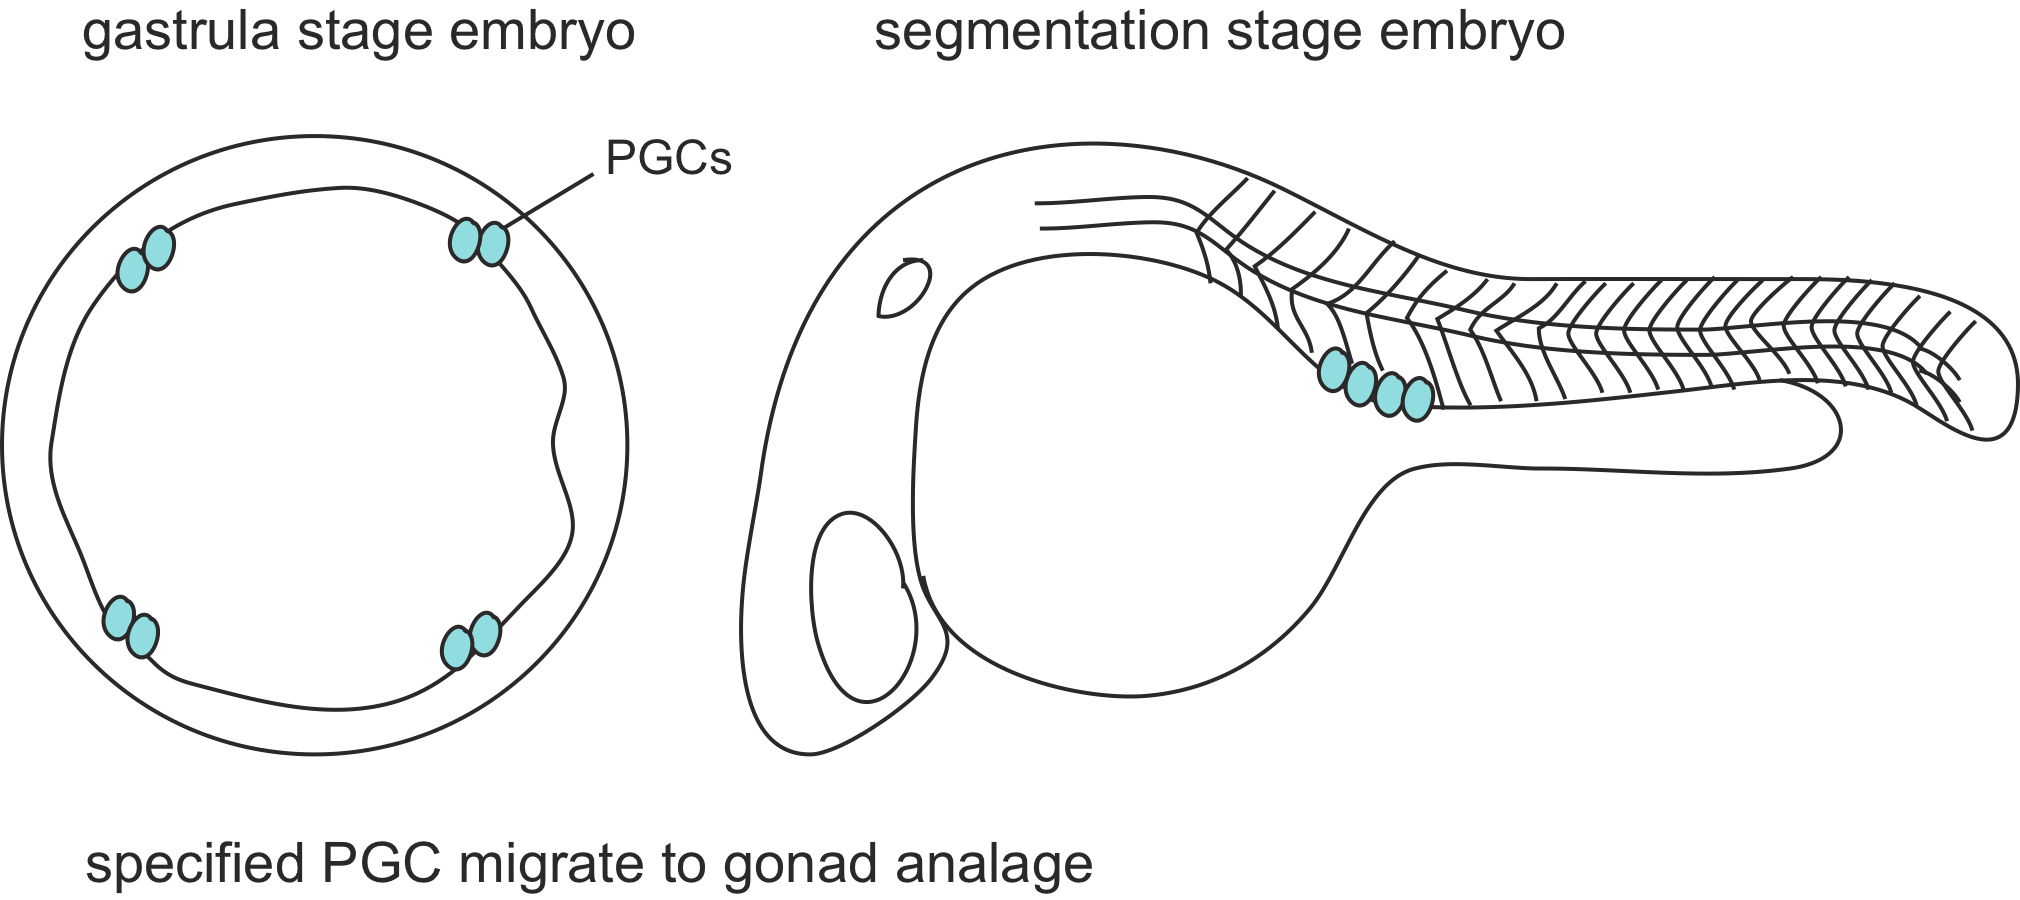 gastrula stage embryo
segmentation stage embryo
PGCs
specified PGC migrate to gonad analage